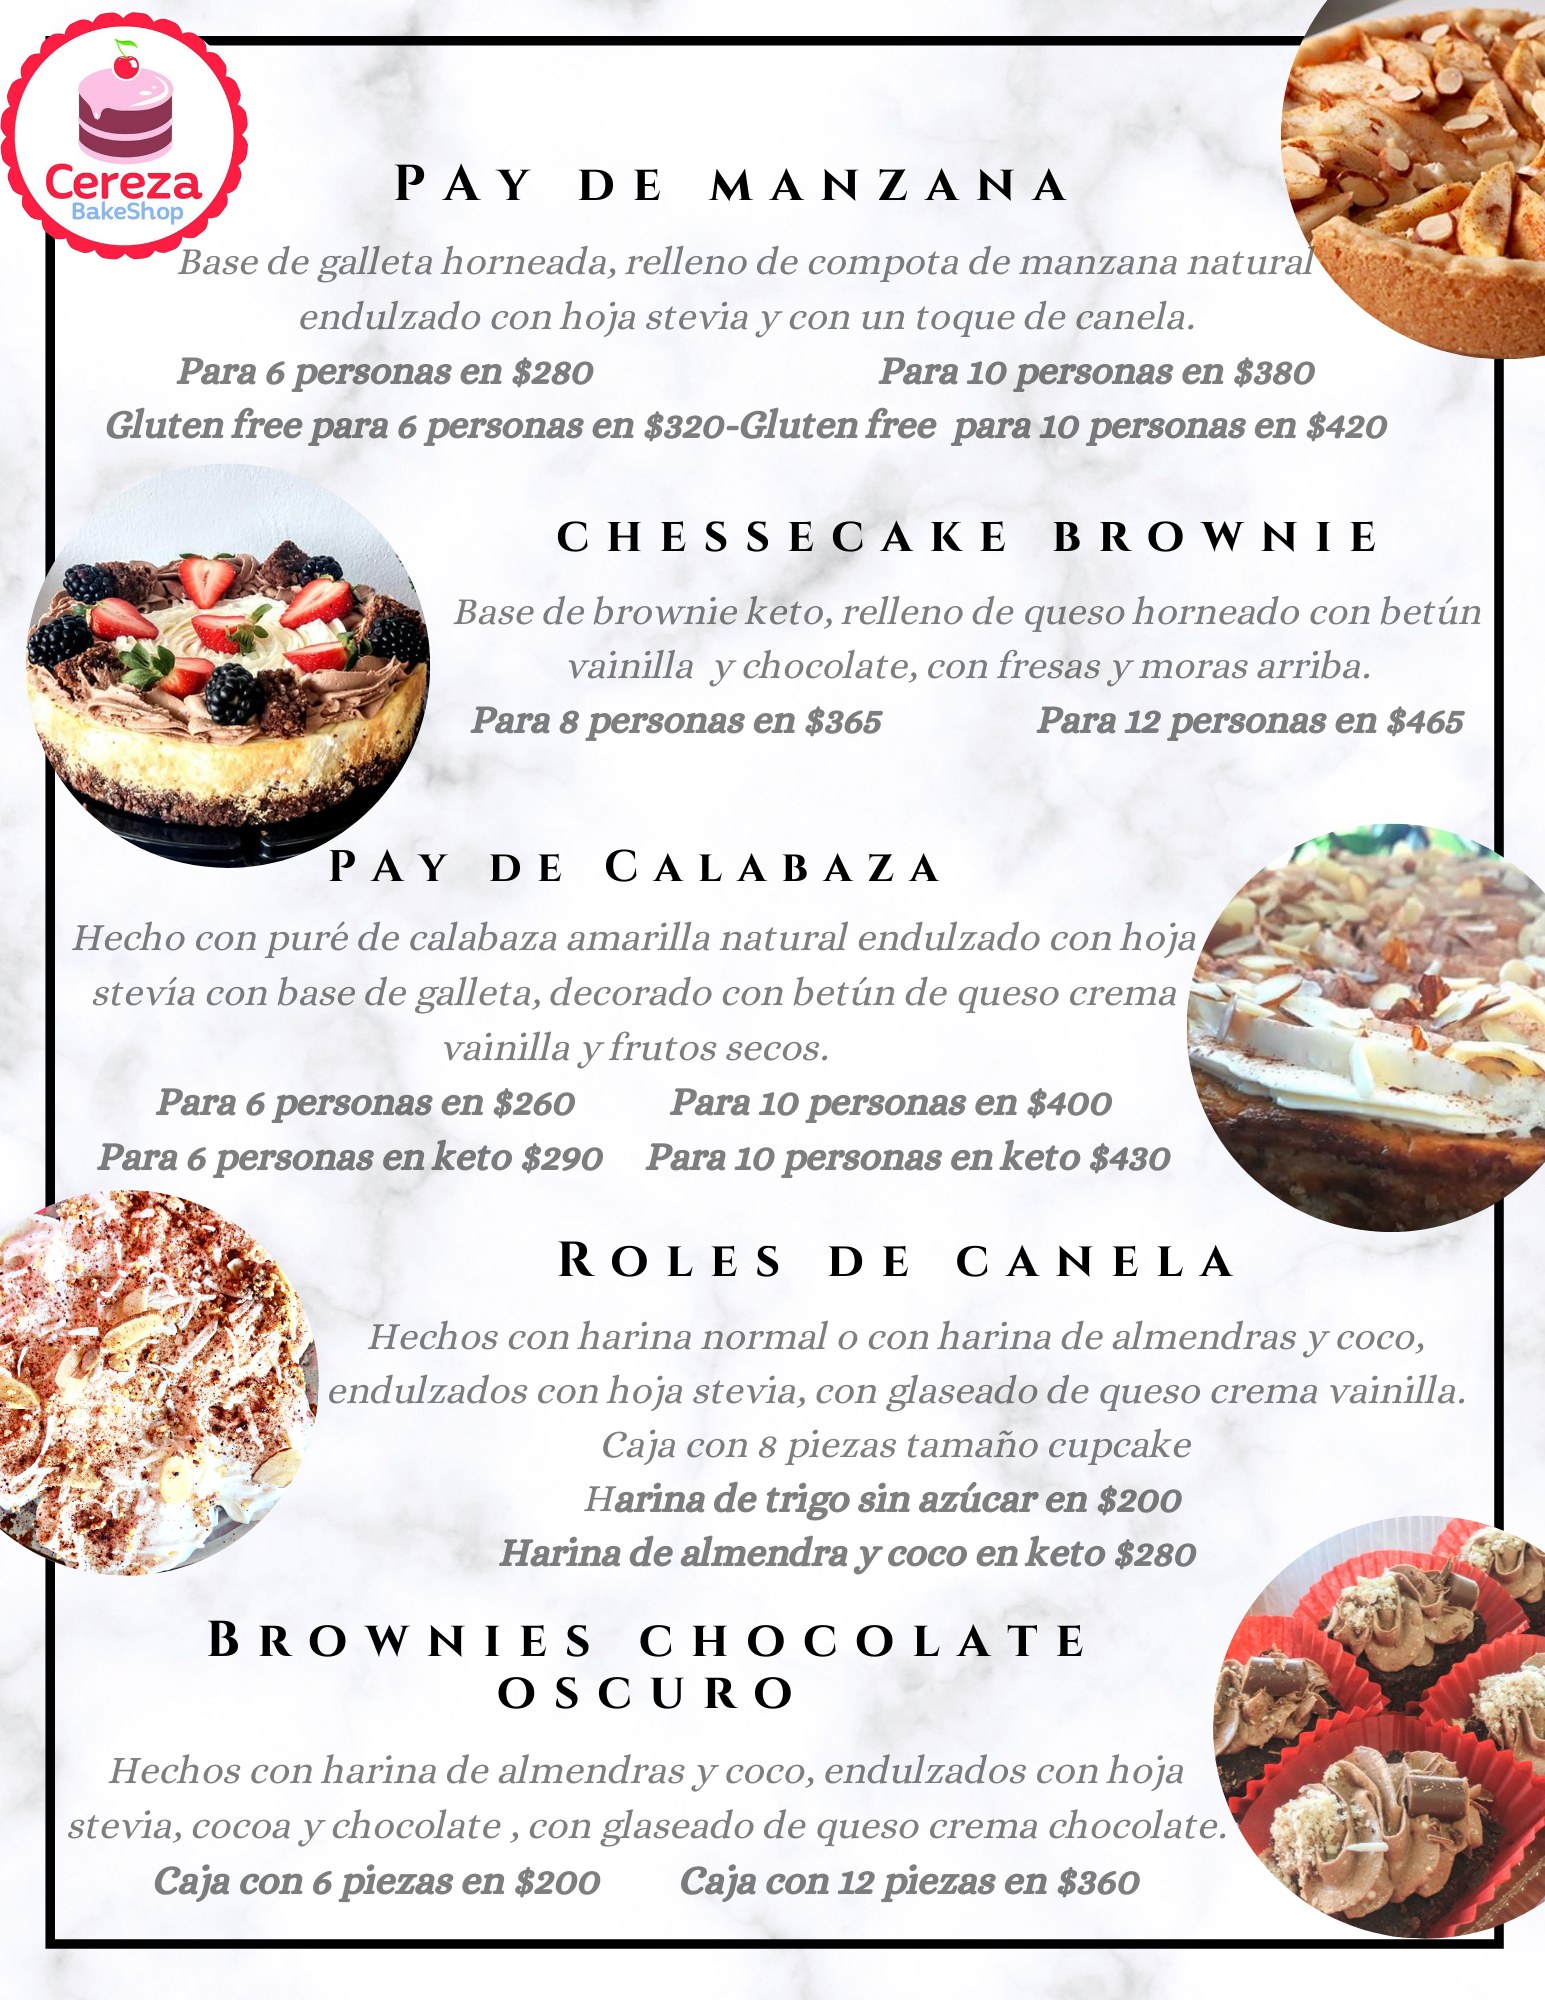 Cereza
BakeShop
PAY DE MANZANA
Base de galleta horneada, relleno de compota de manzana natural
endulzado con hoja stevia y con un toque de canela.
Para 6 personas en $280 Para 10 personas en $380
Gluten free para 6 personas en $320-Gluten free para 10 personas en $420
CHESSECAKE BROWNIE
Base de brownie keto, relleno de queso horneado con betún
vainilla y chocolate, con fresas y moras arriba.
Para 8 personas en $365 Para 12 personas en $465
PAY DE CALABAZA
Hecho con puré de calabaza amarilla natural endulzado con hoja
stevía con base de galleta, decorado con betún de queso crema
vainilla y frutos secos.
Para 6 personas en $260 Para 10 personas en $400
Para 6 personas en keto $290 Para 10 personas en keto $430
ROLES DE CANELA
Hechos con harina normal o con harina de almendras y coco,
endulzados con hoja stevia, con glaseado de queso crema vainilla.
Caja con 8 piezas tamaño cupcake
Harina de trigo sin azúcar en $200
Harina de almendra y coco en keto $280
BROWNIES CHOCOLATE
OSCURO
Hechos con harina de almendras y coco, endulzados con hoja
stevia, cocoa y chocolate , con glaseado de queso crema chocolate.
Caja con 6 piezas en $200 Caja con 12 piezas en $360